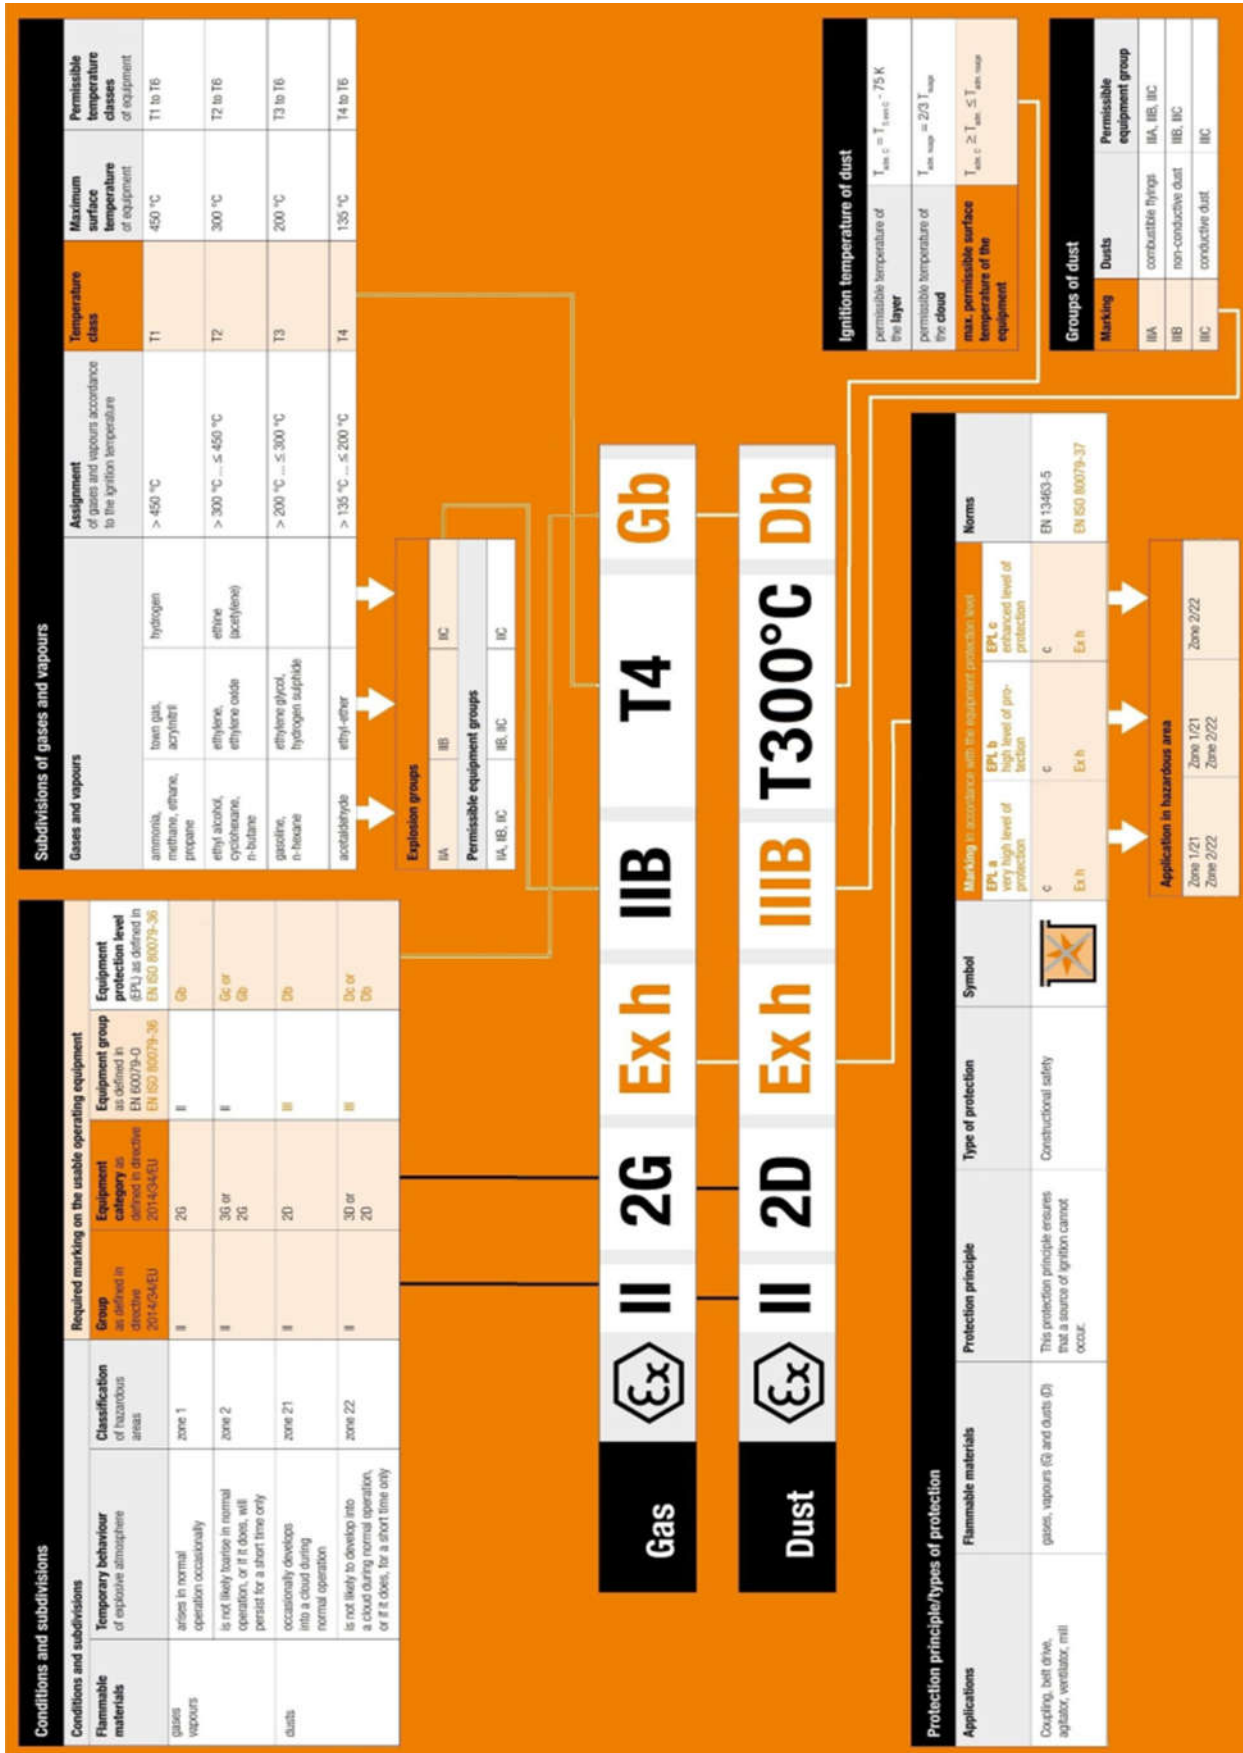 Conditions and subdivisions
Conditions and subdivisions
Required marking on the usable operating equipment
Flammable
materials
Temporary behaviour
of explosive atmosphere
Classification
of hazardous
areas
Group
as defined in
directive
2014/34/EU
Equipment
category as
defined in directive
2014/34/EU
Equipment group
as defined in
EN 60079-0
EN ISO 80079-36
Equipment
protection level
(EPL) as defined in
EN ISO 80079-36
gases
vapours
arises in normal
operation occasionally
zone 1
II
2G
II
Gb
is not likely toarise in normal
operation, or if it does, will
persist for a short time only
zone 2
II
3G or
2G
II
Gc or
Gb
dusts
occasionally develops
into a cloud during
normal operation
zone 21
II
2D
III
Db
is not likely to develop into
a cloud during normal operation,
or if it does, for a short time only
zone 22
II
3D or
2D
III
Dc or
Db
Subdivisions of gases and vapours
Gases and vapours
Assignment
of gases and vapours accordance
to the ignition temperature
Temperature
class
Maximum
surface
temperature
of equipment
Permissible
temperature
classes
of equipment
ammonia,
methane, ethane,
propane
town gas,
acrylnitril
hydrogen
> 450 °C
T1
450 °C
T1 to T6
ethyl alcohol,
cyclohexane,
n-butane
ethylene,
ethylene oxide
ethine
(acetylene)
> 300 °C ... ≤ 450 °C
T2
300 °C
T2 to T6
gasoline,
n-hexane
ethylene glycol,
hydrogen sulphide
> 200 °C ... ≤ 300 °C
T3
200 °C
T3 to T6
acetaldehyde
ethyl-ether
> 135 °C ... ≤ 200 °C
T4
135 °C
T4 to T6
Explosion groups
IIA
IIB
IIC
Permissible equipment groups
IIA, IIB, IIC
IIB, IIC
IIC
Gas
Ex
II
2G
Ex h
IIB
T4
Gb
Dust
Ex
II
2D
Ex h
IIIB
T300°C
Db
Ignition temperature of dust
permissible temperature of
the layer
= T - 75 K
permissible temperature of
the cloud
= 2/3 T
max. permissible surface
temperature of the
equipment
Groups of dust
Marking
Dusts
Permissible
equipment group
IIIA
combustible flyings
IIIA, IIIB, IIIC
IIIB
non-conductive dust
IIIB, IIIC
IIIC
conductive dust
IIIC
Protection principle/types of protection
Applications
Flammable materials
Protection principle
Type of protection
Symbol
Marking in accordance with the equipment protection level
EPL a
very high level of
protection
EPL b
high level of pro-
tection
EPL c
enhanced level of
protection
Norms
Coupling, belt drive,
agitator, ventilator, mill
gases, vapours (G) and dusts (D)
This protection principle ensures
that a source of ignition cannot
occur.
Constructional safety
c
c
c
EN 13463-5
Ex h
Ex h
Ex h
EN ISO 80079-37
Application in hazardous area
Zone 1/21
Zone 2/22
Zone 1/21
Zone 2/22
Zone 2/22